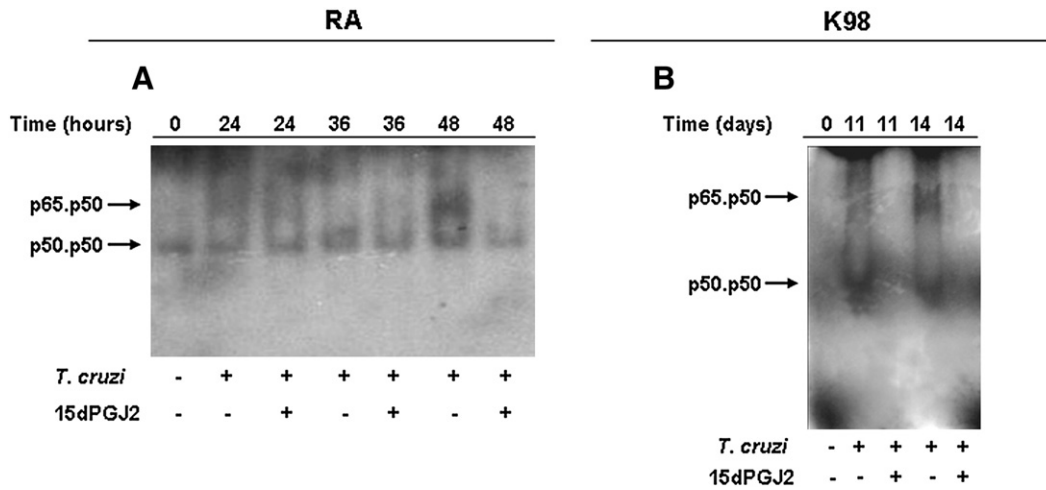 RA
A
Time (hours) 0 24 24 36 36 48 48
p65.p50
p50.p50
T. cruzi - + + + + + +
15dPGJ2 - - + - + - +
K98
B
Time (days) 0 11 11 14 14
p65.p50
p50.p50
T. cruzi - + + + +
15dPGJ2 - - + - +